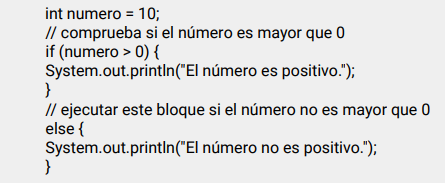 int numero = 10;
// comprueba si el número es mayor que 0
if (numero > 0) {
System.out.println("El número es positivo.");
}
// ejecutar este bloque si el número no es mayor que 0
else {
System.out.println("El número no es positivo.");
}